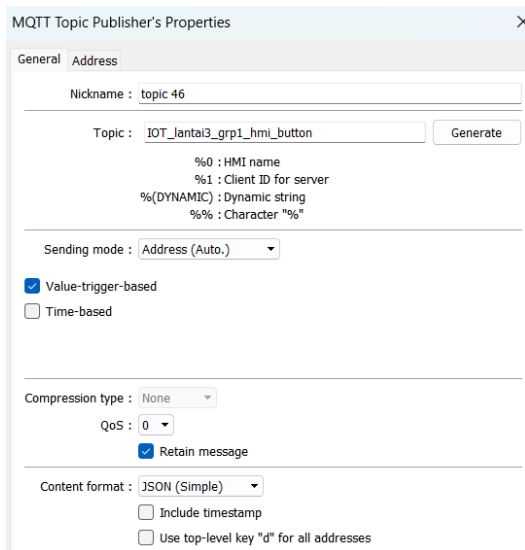 MQTT Topic Publisher's Properties
General Address
Nickname : topic 46
Topic : IOT_lantai3_grp1_hmi_button Generate
%0 : HMI name
%1 : Client ID for server
%(DYNAMIC) : Dynamic string
%% : Character "%"
Sending mode : Address (Auto.)
Value-trigger-based
Time-based
Compression type : None
QoS : 0
Retain message
Content format : JSON (Simple)
Include timestamp
Use top-level key "d" for all addresses